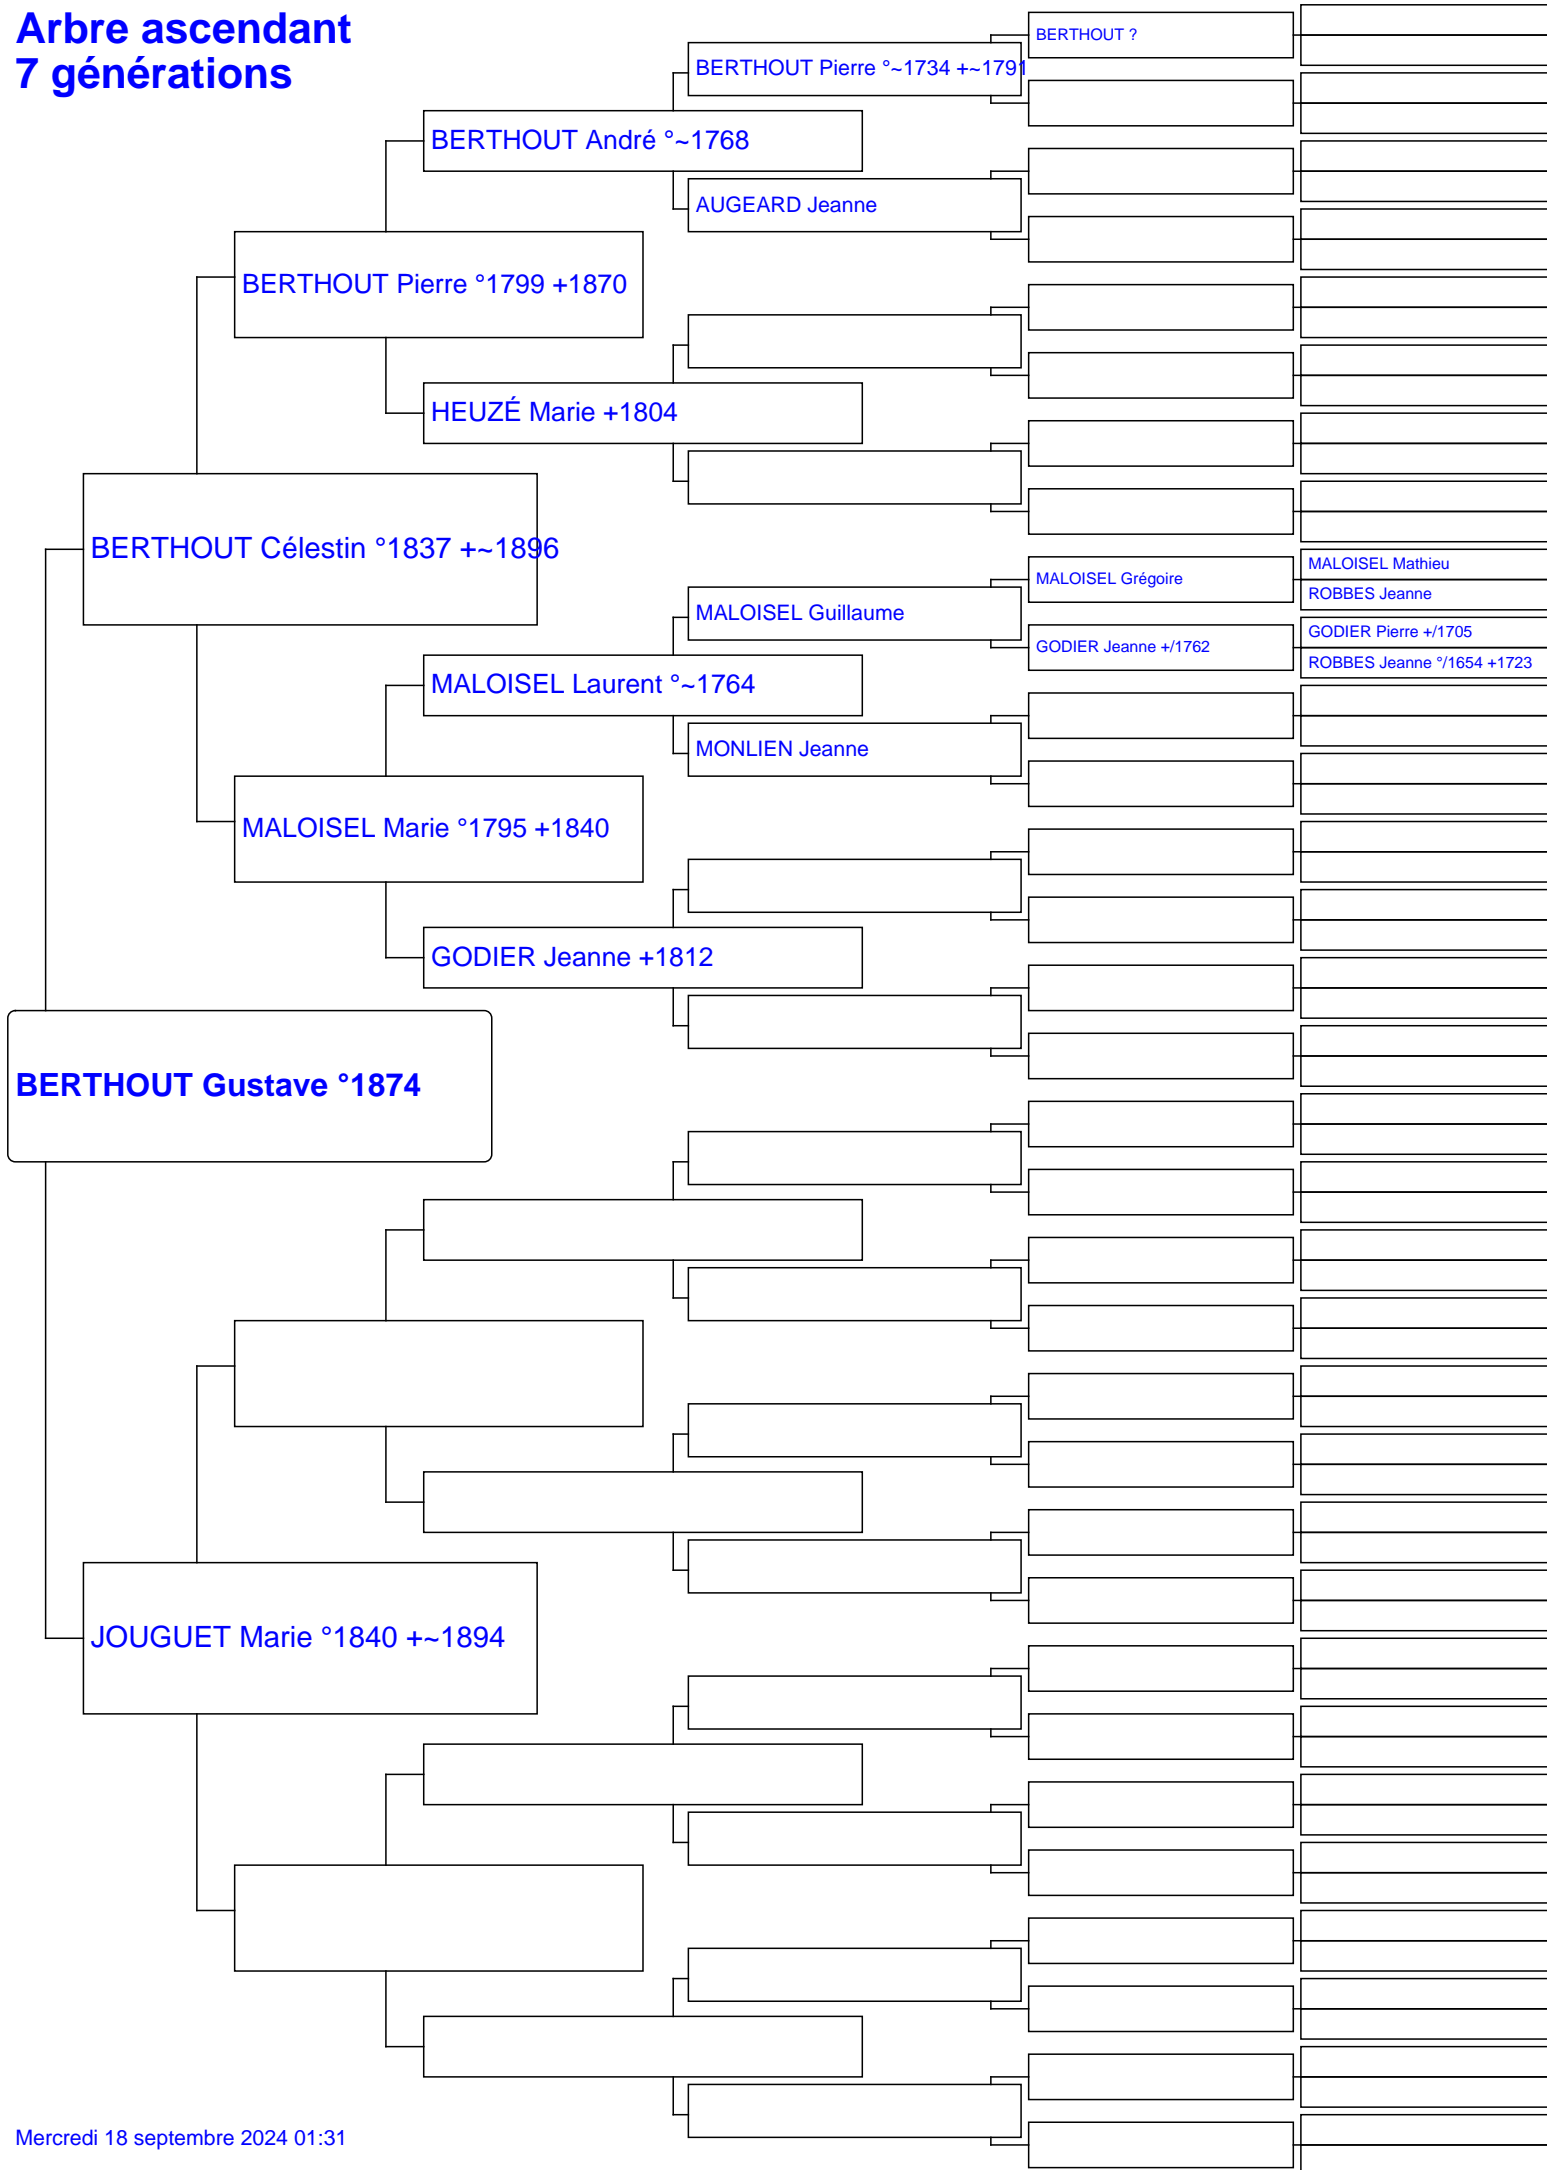 Arbre ascendant
7 générations
BERTHOUT ?
BERTHOUT Pierre °~1734 +~1791
BERTHOUT André °~1768
AUGEARD Jeanne
BERTHOUT Pierre °1799 +1870
HEUZÉ Marie +1804
BERTHOUT Célestin °1837 +~1896
MALOISEL Mathieu
MALOISEL Grégoire
ROBBES Jeanne
MALOISEL Guillaume
GODIER Pierre +/1705
GODIER Jeanne +/1762
ROBBES Jeanne °/1654 +1723
MALOISEL Laurent °~1764
MONLIEN Jeanne
MALOISEL Marie °1795 +1840
GODIER Jeanne +1812
BERTHOUT Gustave °1874
JOUGUET Marie °1840 +~1894
Mercredi 18 septembre 2024 01:31